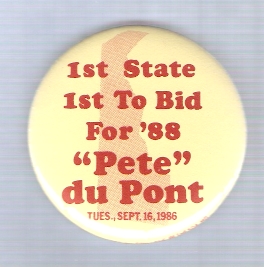 1st State
1st To Bid
For '88
"Pete"
du Pont
TUES., SEPT. 16, 1986